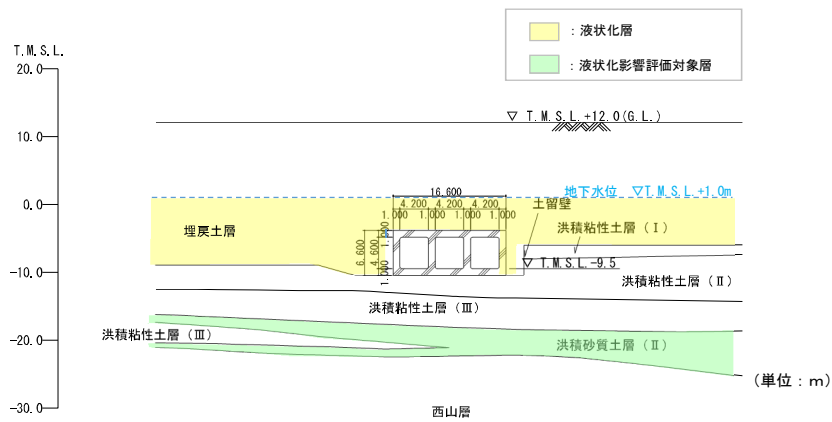 ：液状化層
：液状化影響評価対象層
T.M.S.L.
20.0
10.0
0.0
-10.0
-20.0
-30.0
▽ T.M.S.L.+12.0(G.L.)
地下水位 ▽T.M.S.L.+1.0m
16.600
4.200 4.200 4.200
1.000 1.000 1.000 1.000
土留壁
埋戻土層
洪積粘性土層（Ⅰ）
6.600
4.600
1.000
1.000
▽ T.M.S.L.-9.5
洪積粘性土層（Ⅱ）
洪積粘性土層（Ⅲ）
洪積粘性土層（Ⅲ）
洪積砂質土層（Ⅱ）
（単位：ｍ）
西山層